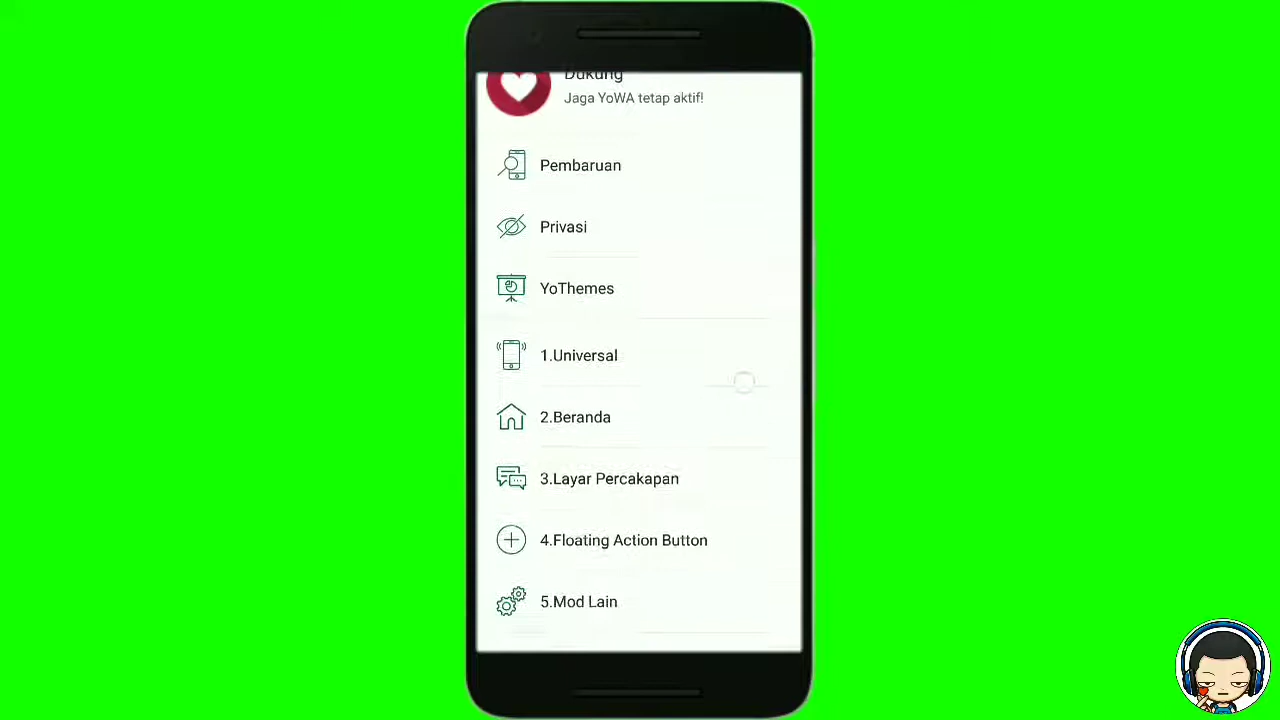 Dukung
Jaga YoWA tetap aktif!
Pembaruan
Privasi
YoThemes
1.Universal
2.Beranda
3.Layar Percakapan
4.Floating Action Button
5.Mod Lain